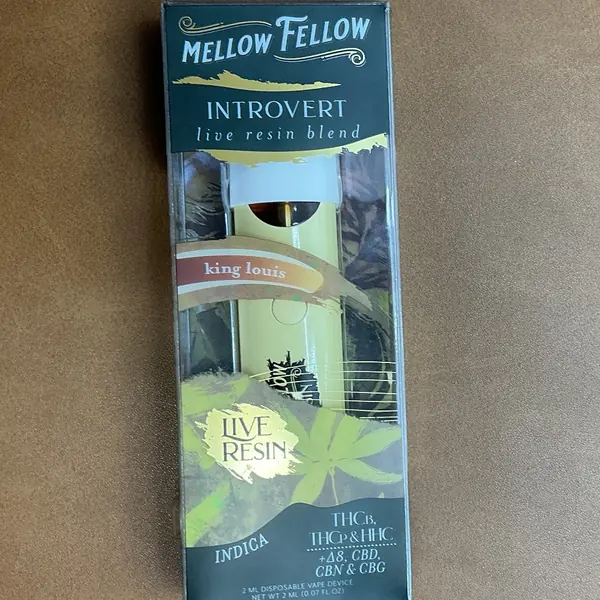 MELLOW FELLOW
INTROVERT
live resin blend
king louis
LIVE
RESIN
INDICA
THCB,
THCP & HHC
+Δ8, CBD,
CBN & CBG
2 ML DISPOSABLE VAPE DEVICE
NET WT 2 ML (0.07 FL OZ)